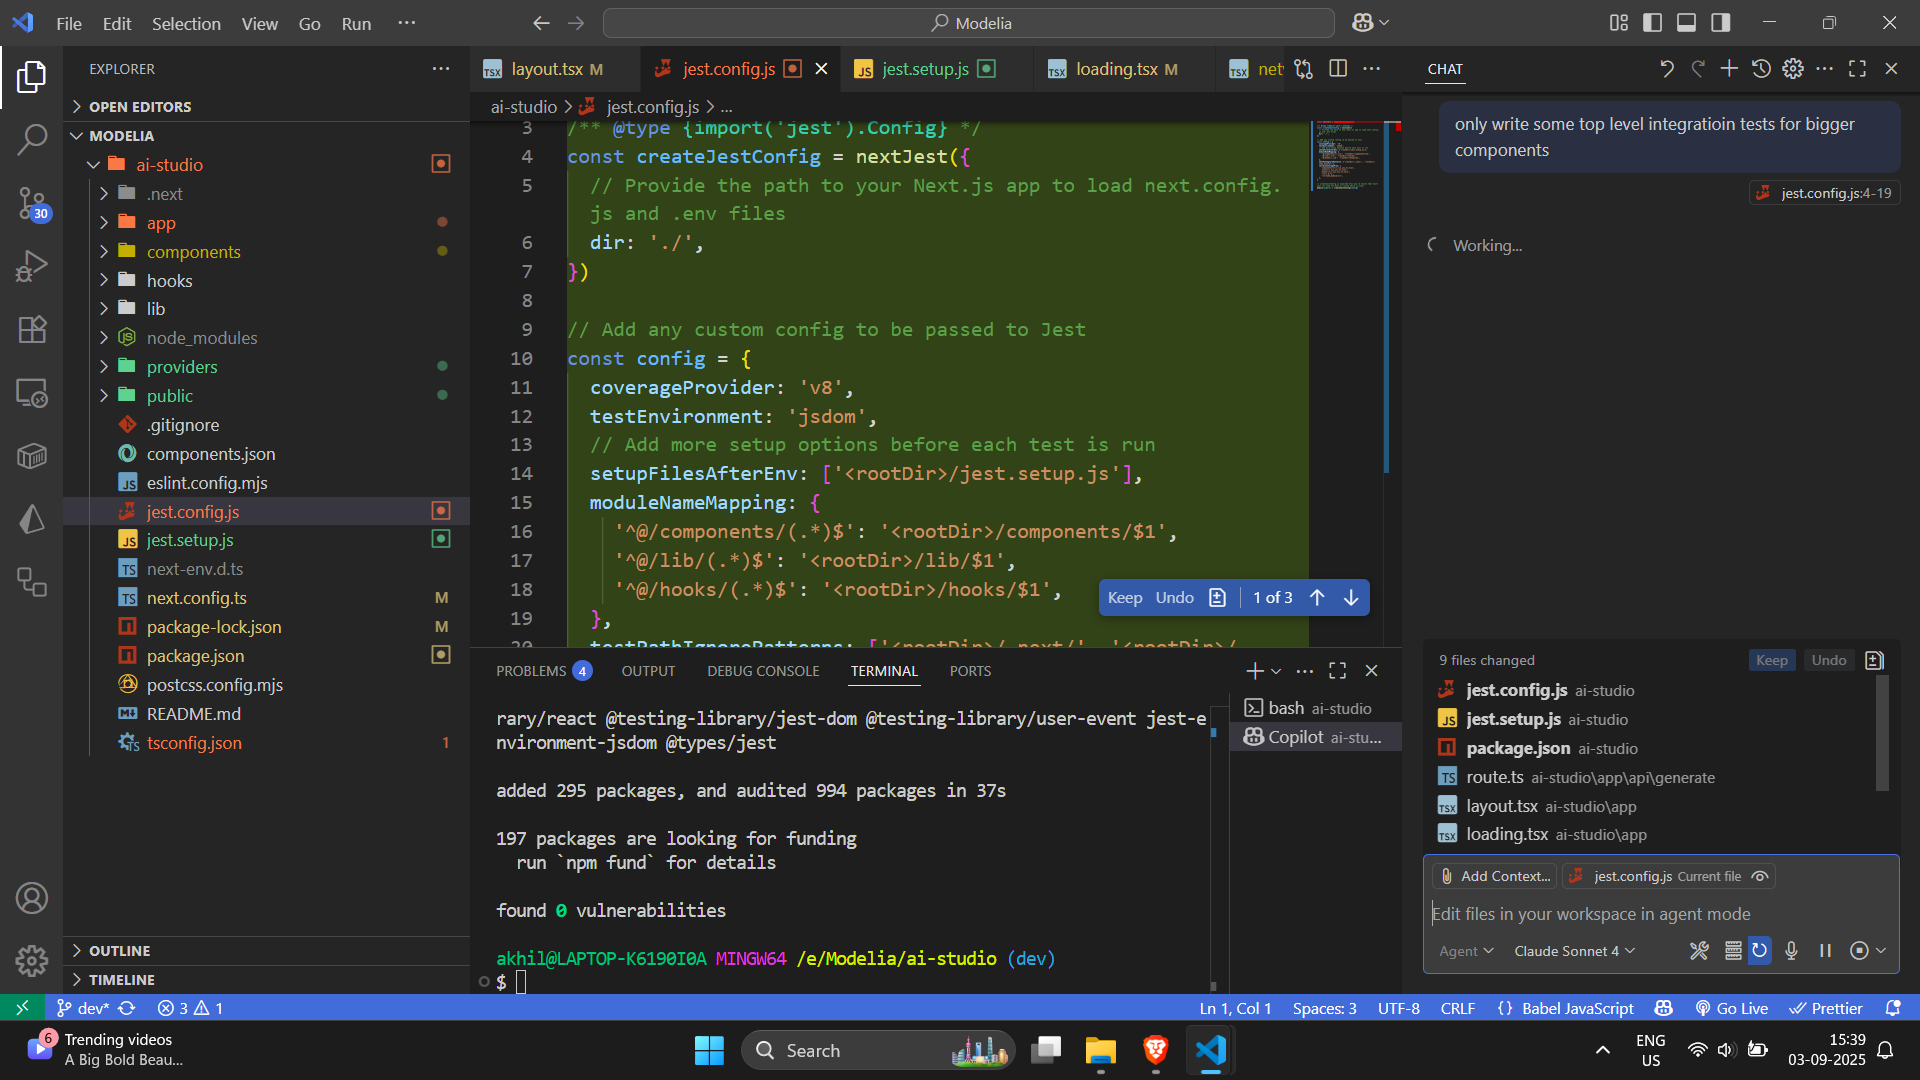 File Edit Selection View Go Run ···
Modelia
EXPLORER
OPEN EDITORS
MODELIA
ai-studio
.next
app
components
hooks
lib
node_modules
providers
public
.gitignore
components.json
eslint.config.mjs
jest.config.js
jest.setup.js
next-env.d.ts
next.config.ts M
package-lock.json M
package.json
postcss.config.mjs
README.md
tsconfig.json 1
OUTLINE
TIMELINE
30
layout.tsx M
jest.config.js
jest.setup.js
loading.tsx M
ai-studio > jest.config.js > ...
3 /** @type {import('jest').Config} */
4 const createJestConfig = nextJest({
5 // Provide the path to your Next.js app to load next.config.
js and .env files
6 dir: './',
7 })
8
9 // Add any custom config to be passed to Jest
10 const config = {
11 coverageProvider: 'v8',
12 testEnvironment: 'jsdom',
13 // Add more setup options before each test is run
14 setupFilesAfterEnv: ['<rootDir>/jest.setup.js'],
15 moduleNameMapping: {
16 '^@/components/(.*)$': '<rootDir>/components/$1',
17 '^@/lib/(.*)$': '<rootDir>/lib/$1',
18 '^@/hooks/(.*)$': '<rootDir>/hooks/$1',
19 },
20 testPathIgnorePatterns: ['<rootDir>/.next/', '<rootDir>/
Keep Undo 1 of 3
PROBLEMS 4 OUTPUT DEBUG CONSOLE TERMINAL PORTS
rary/react @testing-library/jest-dom @testing-library/user-event jest-e
nvironment-jsdom @types/jest
added 295 packages, and audited 994 packages in 37s
197 packages are looking for funding
run `npm fund` for details
found 0 vulnerabilities
akhil@LAPTOP-K6190I0A MINGW64 /e/Modelia/ai-studio (dev)
$
bash ai-studio
Copilot ai-stu...
CHAT
only write some top level integratioin tests for bigger
components
jest.config.js:4-19
Working...
9 files changed Keep Undo
jest.config.js ai-studio
jest.setup.js ai-studio
package.json ai-studio
route.ts ai-studio\app\api\generate
layout.tsx ai-studio\app
loading.tsx ai-studio\app
Add Context... jest.config.js Current file
Edit files in your workspace in agent mode
Agent Claude Sonnet 4
dev* 3 1
Ln 1, Col 1 Spaces: 3 UTF-8 CRLF {} Babel JavaScript Go Live Prettier
6
Trending videos
A Big Bold Beau...
Search
ENG
US
15:39
03-09-2025